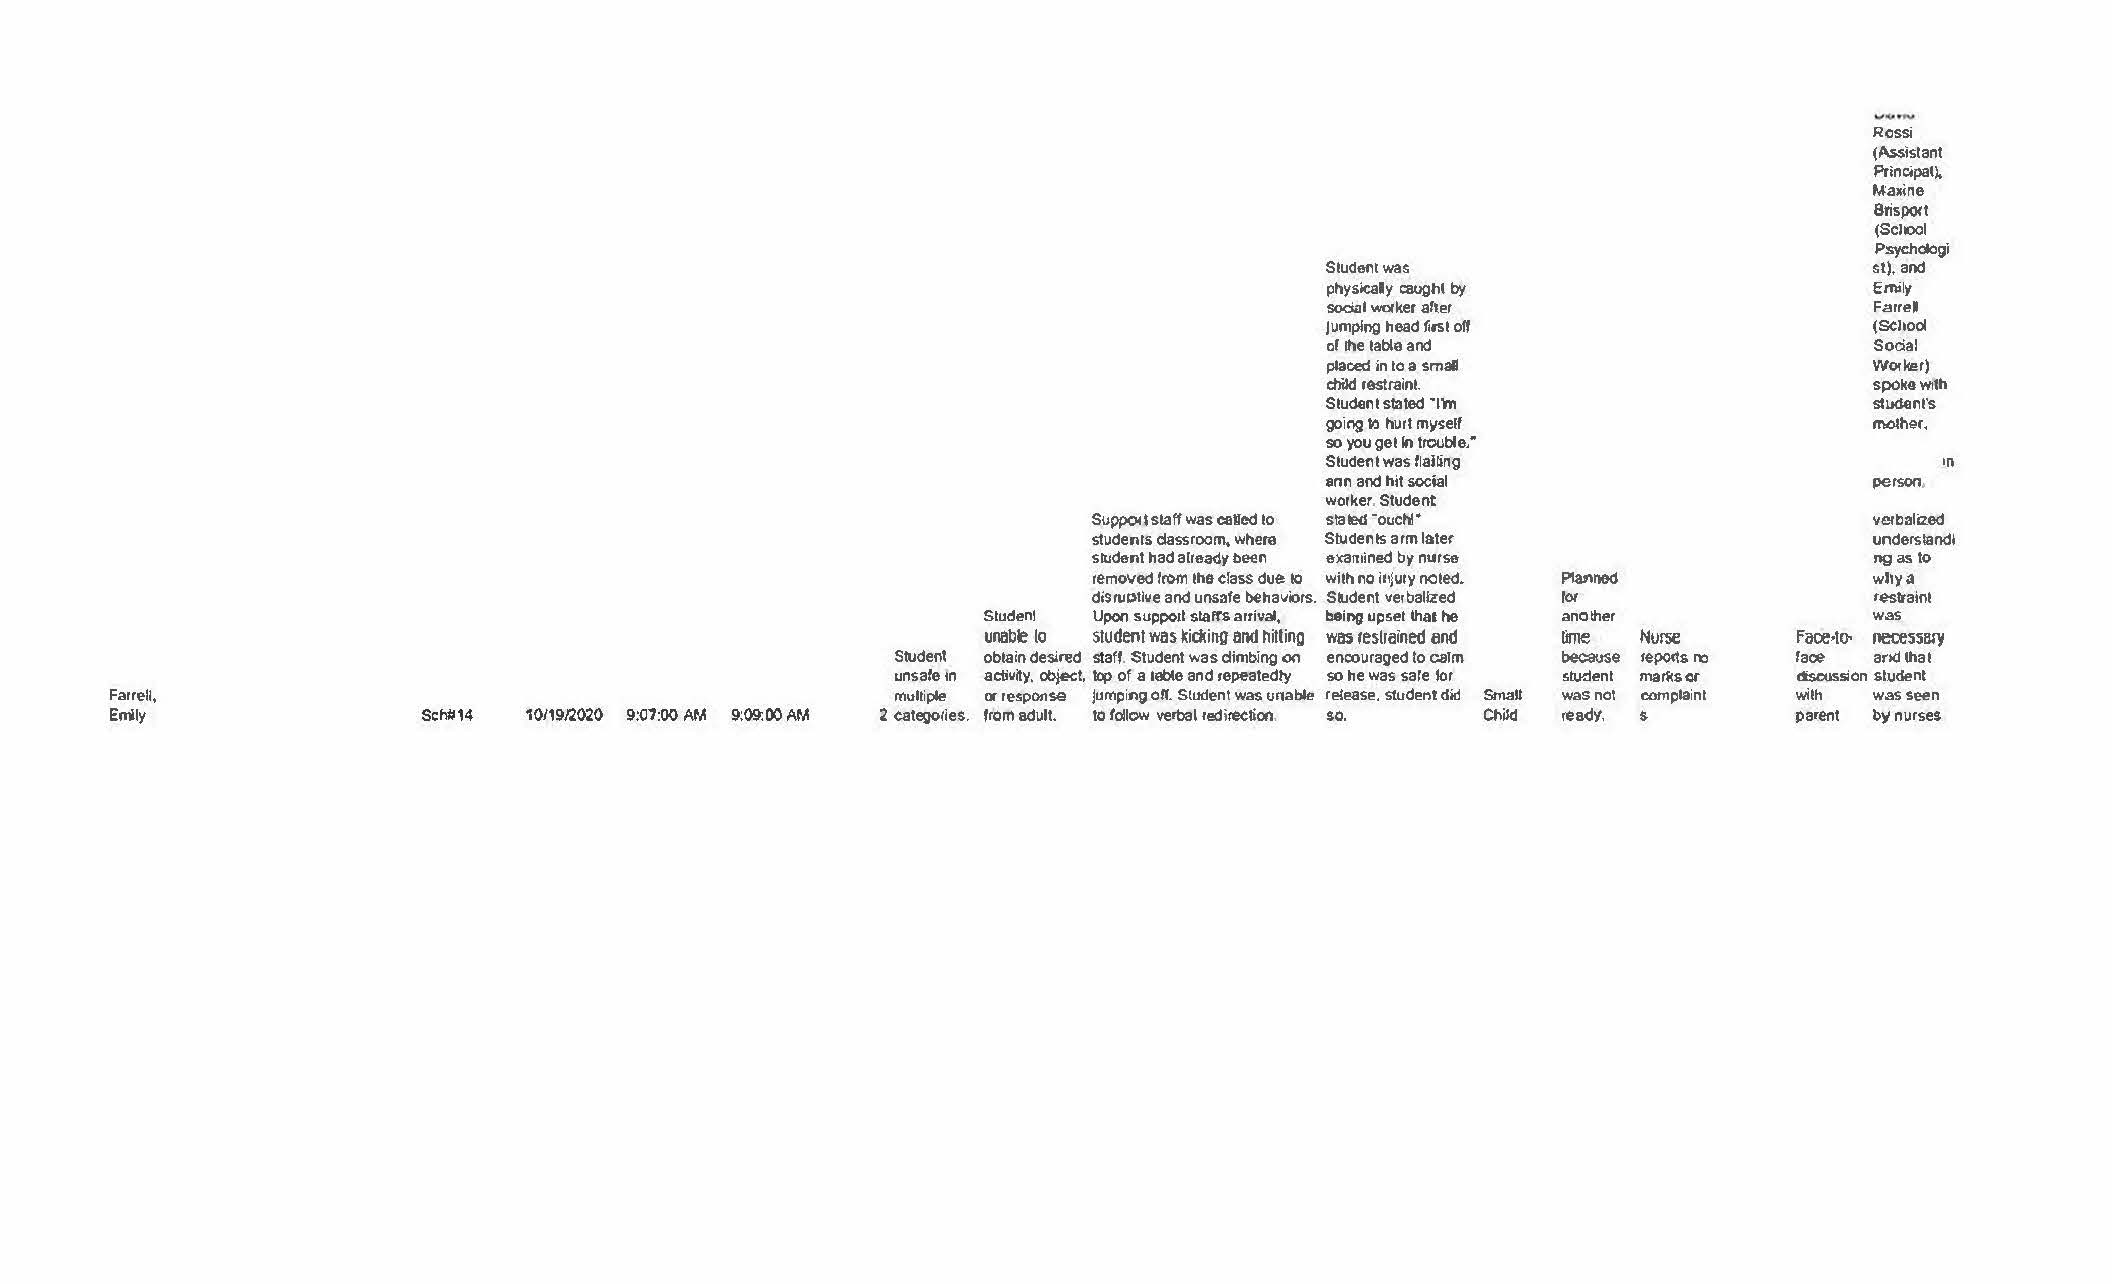 Farrell,
Emily
Sch#14
10/19/2020
9:07:00 AM
9:09:00 AM
2
Student
unsafe in
multiple
categories.
Student
unable to
obtain desired
activity, object,
or response
from adult.
Support staff was called to
students classroom, where
student had already been
removed from the class due to
disruptive and unsafe behaviors.
Upon support staff's arrival,
student was kicking and hitting
staff. Student was climbing on
top of a table and repeatedly
jumping off. Student was unable
to follow verbal redirection.
Student was
physically caught by
social worker after
jumping head first off
of the table and
placed in to a small
child restraint.
Student stated "I'm
going to hurt myself
so you get in trouble."
Student was flailing
arm and hit social
worker. Student
stated "ouch!"
Students arm later
examined by nurse
with no injury noted.
Student verbalized
being upset that he
was restrained and
encouraged to calm
so he was safe for
release, student did
so.
Small
Child
Planned
for
another
time
because
student
was not
ready.
Nurse
reports no
marks or
complaint
s
Face-to-
face
discussion
with
parent
Rossi
(Assistant
Principal),
Maxine
Brisport
(School
Psychologi
st), and
Emily
Farrell
(School
Social
Worker)
spoke with
student's
mother,
in
person.
verbalized
understandi
ng as to
why a
restraint
was
necessary
and that
student
was seen
by nurses